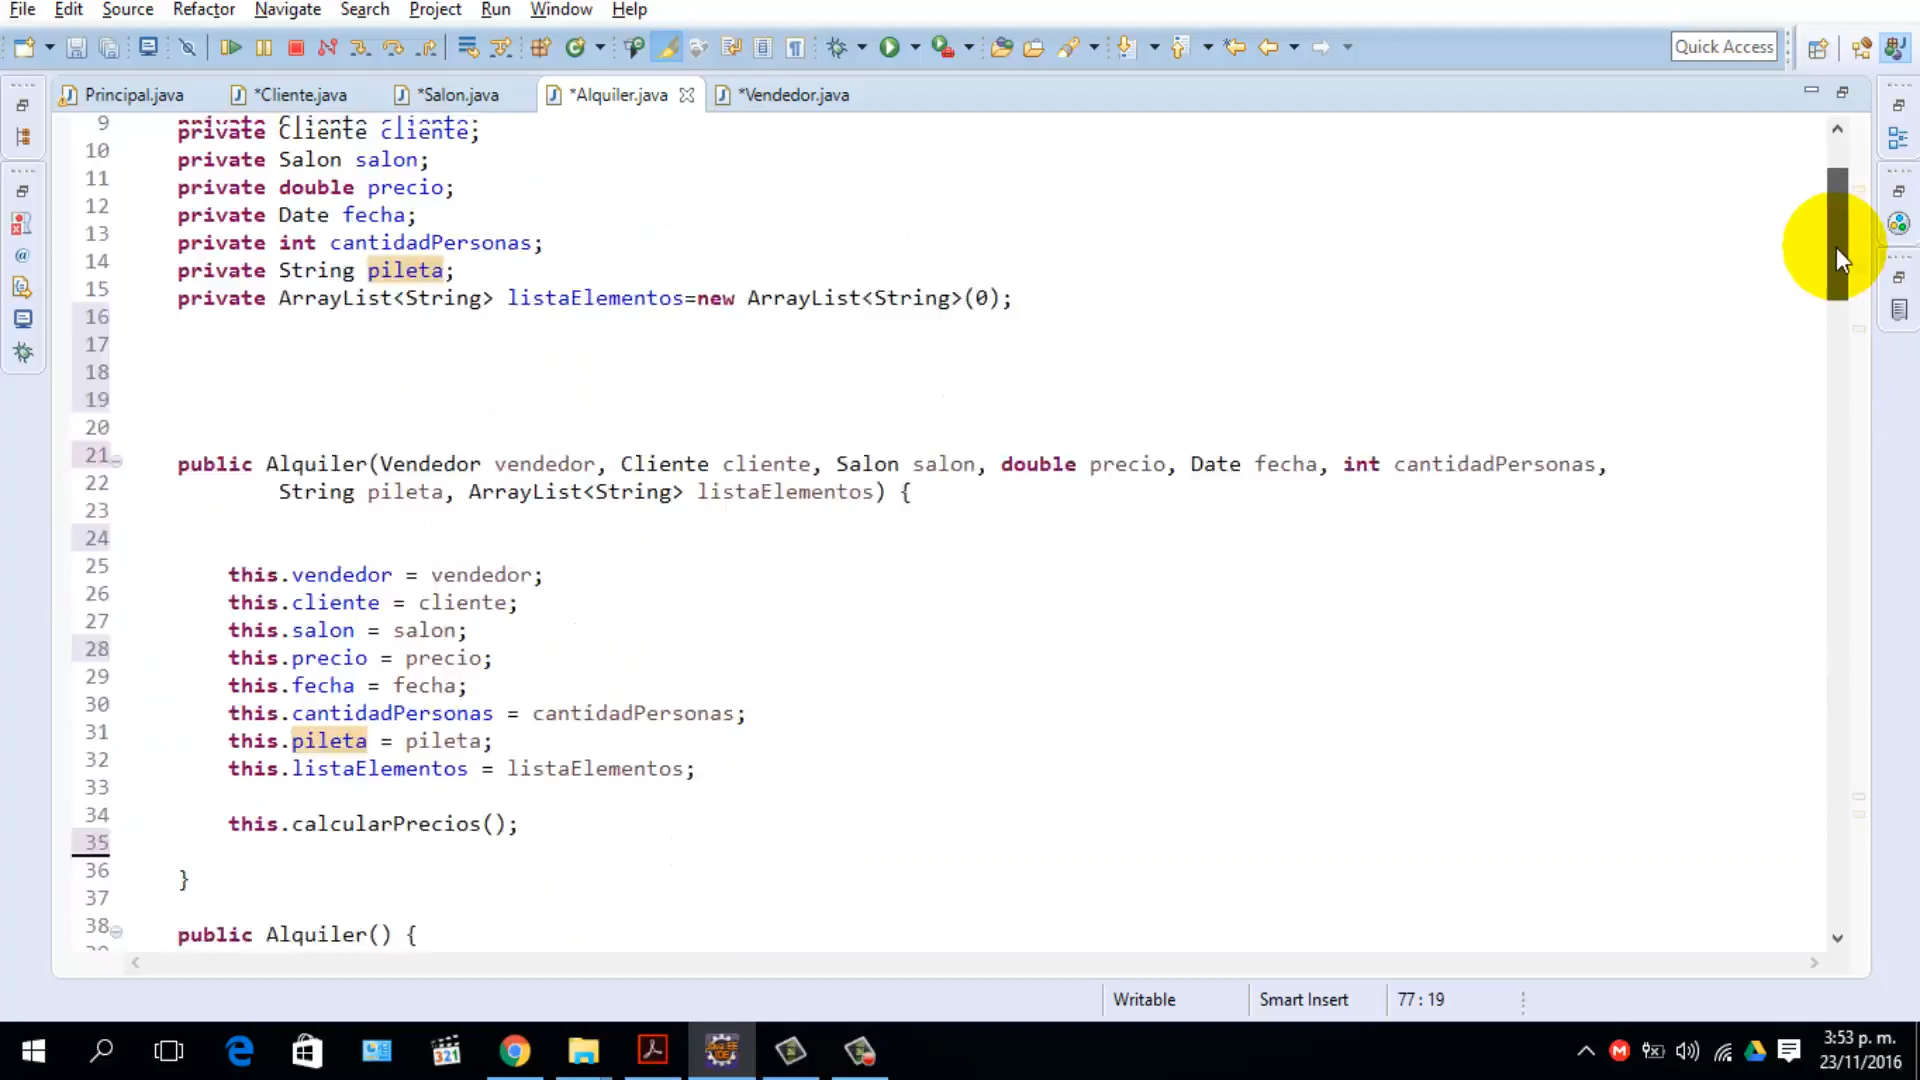 File Edit Source Refactor Navigate Search Project Run Window Help
Quick Access
Principal.java *Cliente.java *Salon.java *Alquiler.java *Vendedor.java
9 private Cliente cliente;
10 private Salon salon;
11 private double precio;
12 private Date fecha;
13 private int cantidadPersonas;
14 private String pileta;
15 private ArrayList<String> listaElementos=new ArrayList<String>(0);
16
17
18
19
20
21 public Alquiler(Vendedor vendedor, Cliente cliente, Salon salon, double precio, Date fecha, int cantidadPersonas,
22 String pileta, ArrayList<String> listaElementos) {
23
24
25 this.vendedor = vendedor;
26 this.cliente = cliente;
27 this.salon = salon;
28 this.precio = precio;
29 this.fecha = fecha;
30 this.cantidadPersonas = cantidadPersonas;
31 this.pileta = pileta;
32 this.listaElementos = listaElementos;
33
34 this.calcularPrecios();
35
36 }
37
38 public Alquiler() {
Writable Smart Insert 77 : 19
3:53 p. m.
23/11/2016